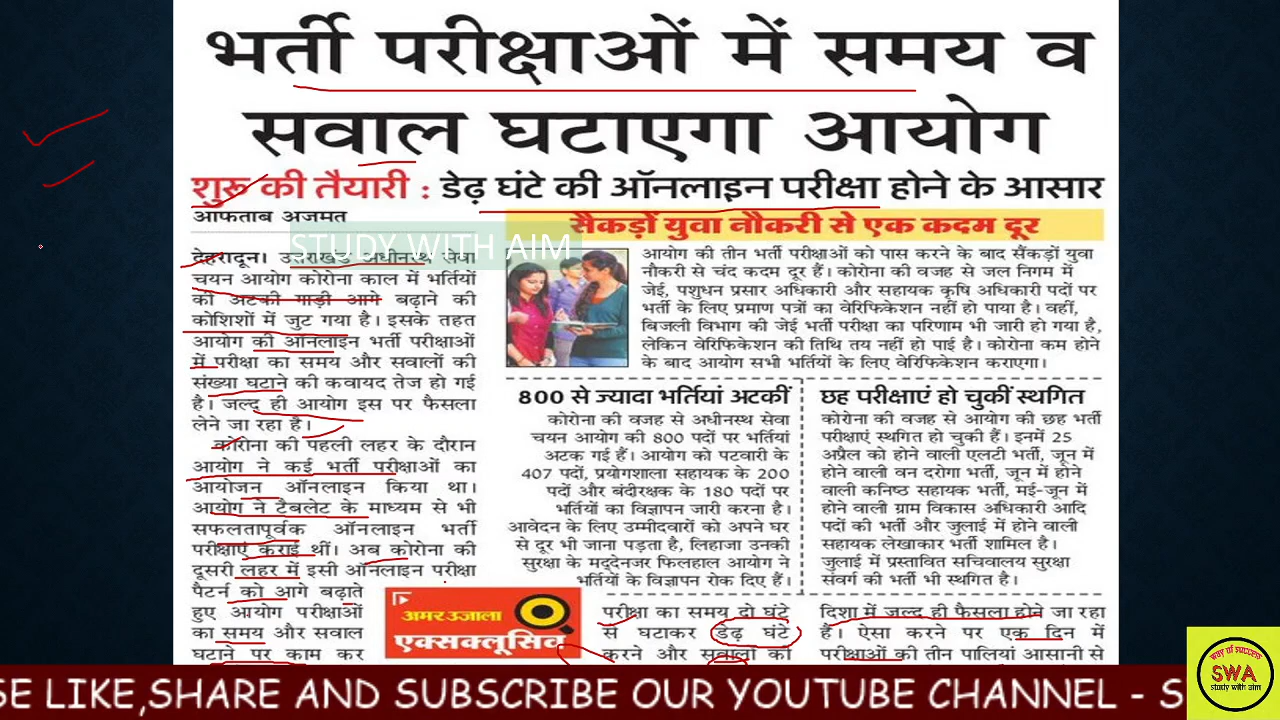 भर्ती परीक्षाओं में समय व
सवाल घटाएगा आयोग
शुरू की तैयारी : डेढ़ घंटे की ऑनलाइन परीक्षा होने के आसार
आफताब अजमत
STUDY WITH AIM
देहरादून। उत्तराखंड अधीनस्थ सेवा
चयन आयोग कोरोना काल में भर्तियों
की अटकी गाड़ी आगे बढ़ाने की
कोशिशों में जुट गया है। इसके तहत
आयोग की ऑनलाइन भर्ती परीक्षाओं
में परीक्षा का समय और सवालों की
संख्या घटाने की कवायद तेज हो गई
है। जल्द ही आयोग इस पर फैसला
लेने जा रहा है।
कोरोना की पहली लहर के दौरान
आयोग ने कई भर्ती परीक्षाओं का
आयोजन ऑनलाइन किया था।
आयोग ने टैबलेट के माध्यम से भी
सफलतापूर्वक ऑनलाइन भर्ती
परीक्षाएं कराई थीं। अब कोरोना की
दूसरी लहर में इसी ऑनलाइन परीक्षा
पैटर्न को आगे बढ़ाते
हुए आयोग परीक्षाओं
का समय और सवाल
घटाने पर काम कर
सैकड़ों युवा नौकरी से एक कदम दूर
आयोग की तीन भर्ती परीक्षाओं को पास करने के बाद सैंकड़ों युवा
नौकरी से चंद कदम दूर हैं। कोरोना की वजह से जल निगम में
जेई, पशुधन प्रसार अधिकारी और सहायक कृषि अधिकारी पदों पर
भर्ती के लिए प्रमाण पत्रों का वेरिफिकेशन नहीं हो पाया है। वहीं,
बिजली विभाग की जेई भर्ती परीक्षा का परिणाम भी जारी हो गया है,
लेकिन वेरिफिकेशन की तिथि तय नहीं हो पाई है। कोरोना कम होने
के बाद आयोग सभी भर्तियों के लिए वेरिफिकेशन कराएगा।
800 से ज्यादा भर्तियां अटकीं
कोरोना की वजह से अधीनस्थ सेवा
चयन आयोग की 800 पदों पर भर्तियां
अटक गई हैं। आयोग को पटवारी के
407 पदों, प्रयोगशाला सहायक के 200
पदों और बंदीरक्षक के 180 पदों पर
भर्तियों का विज्ञापन जारी करना है।
आवेदन के लिए उम्मीदवारों को अपने घर
से दूर भी जाना पड़ता है, लिहाजा उनकी
सुरक्षा के मद्देनजर फिलहाल आयोग ने
भर्तियों के विज्ञापन रोक दिए हैं।
छह परीक्षाएं हो चुकीं स्थगित
कोरोना की वजह से आयोग की छह भर्ती
परीक्षाएं स्थगित हो चुकी हैं। इनमें 25
अप्रैल को होने वाली एलटी भर्ती, जून में
होने वाली वन दरोगा भर्ती, जून में होने
वाली कनिष्ठ सहायक भर्ती, मई-जून में
होने वाली ग्राम विकास अधिकारी आदि
पदों की भर्ती और जुलाई में होने वाली
सहायक लेखाकार भर्ती शामिल है।
जुलाई में प्रस्तावित सचिवालय सुरक्षा
संवर्ग की भर्ती भी स्थगित है।
अमर उजाला
एक्सक्लूसिव
परीक्षा का समय दो घंटे
से घटाकर डेढ़ घंटे
करने और सवालों की
दिशा में जल्द ही फैसला होने जा रहा
है। ऐसा करने पर एक दिन में
परीक्षाओं की तीन पालियां आसानी से
SE LIKE,SHARE AND SUBSCRIBE OUR YOUTUBE CHANNEL - S
way of success
SWA
study with aim